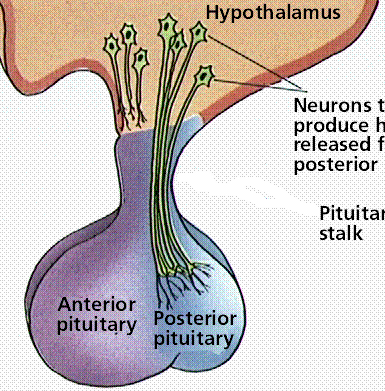 Hypothalamus
Neurons t
produce h
released f
posterior
Pituitar
stalk
Anterior
pituitary
Posterior
pituitary